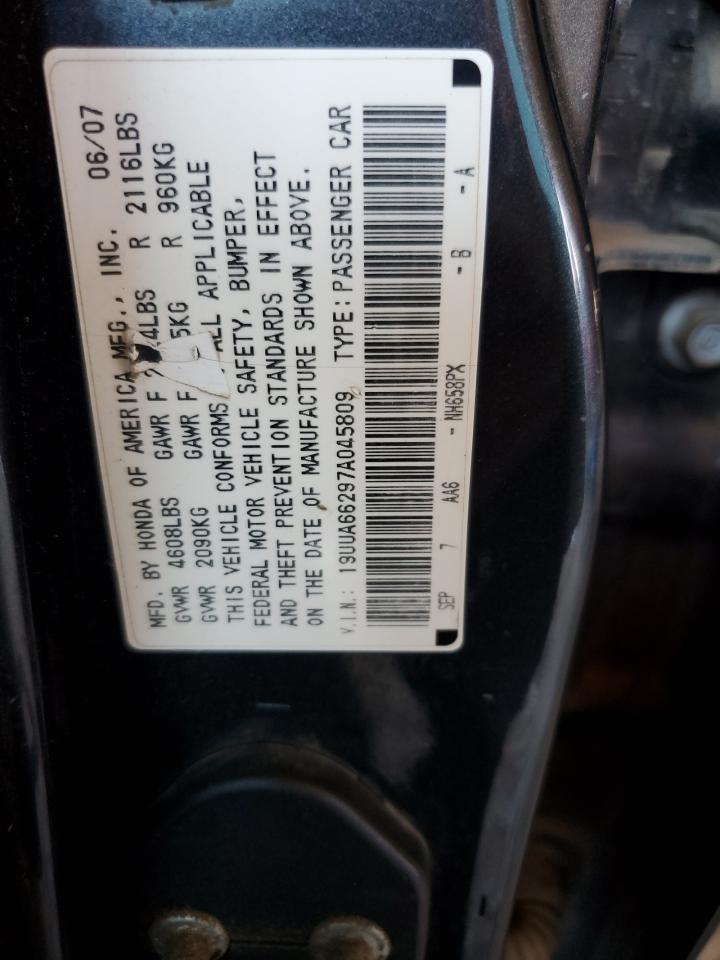 MFD. BY HONDA OF AMERICA MFG., INC. 06/07
GVWR 4608LBS GAWR F 4LBS R 2116LBS
GVWR 2090KG GAWR F 5KG R 960KG
THIS VEHICLE CONFORMS ALL APPLICABLE
FEDERAL MOTOR VEHICLE SAFETY, BUMPER,
AND THEFT PREVENTION STANDARDS IN EFFECT
ON THE DATE OF MANUFACTURE SHOWN ABOVE.
V.I.N.: 19UUA66297A045809 TYPE: PASSENGER CAR
SEP 7 AA6 - NH658PX - B - A